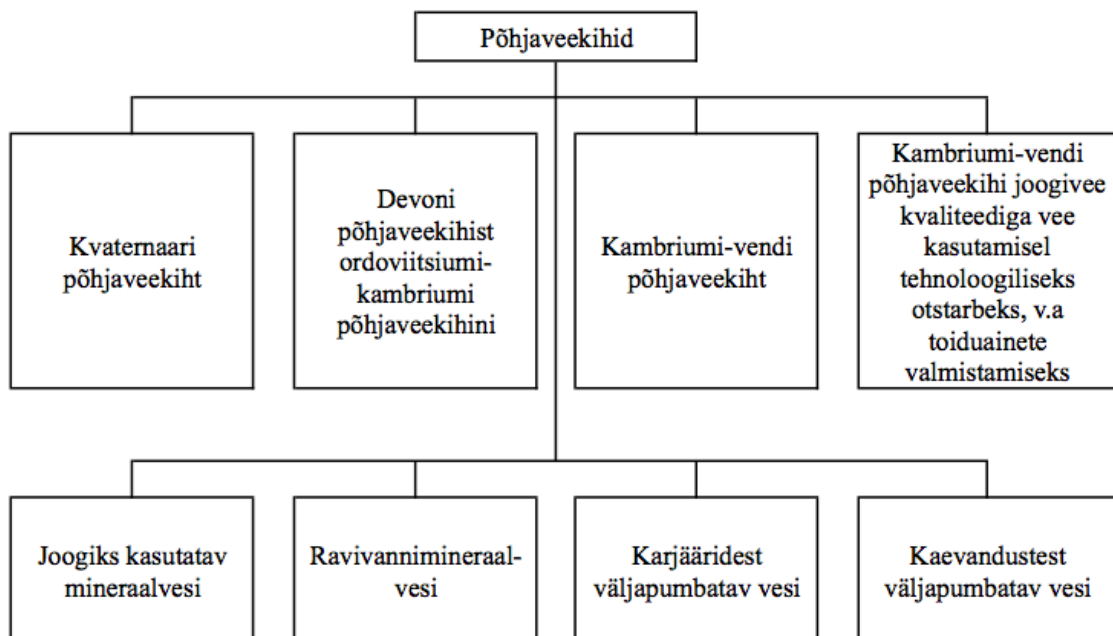 Põhjaveekihid
Kvaternaari
põhjaveekiht
Devoni
põhjaveekihist
ordoviitsiumi-
kambriumi
põhjaveekihini
Kambriumi-vendi
põhjaveekiht
Kambriumi-vendi
põhjaveekihi joogivee
kvaliteediga vee
kasutamisel
tehnoloogiliseks
otstarbeks, v.a
toiduainete
valmistamiseks
Joogiks kasutatav
mineraalvesi
Ravivannimineraal-
vesi
Karjääridest
väljapumbatav vesi
Kaevandustest
väljapumbatav vesi